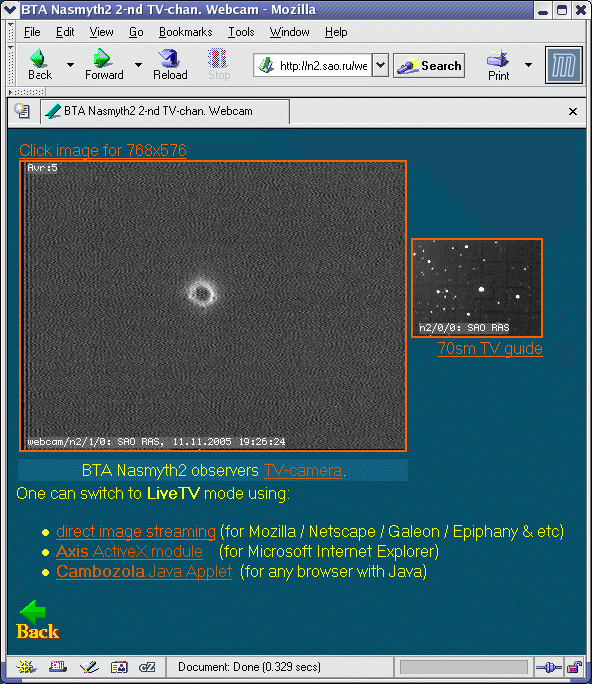 BTA Nasmyth2 2-nd TV-chan. Webcam - Mozilla
File Edit View Go Bookmarks Tools Window Help
Back Forward Reload Stop http://n2.sao.ru/we Search Print
BTA Nasmyth2 2-nd TV-chan. Webcam
Click image for 768x576
Avr:5
n2/0/0: SAO RAS
70sm TV guide
webcam/n2/1/0: SAO RAS, 11.11.2005 19:26:24
BTA Nasmyth2 observers TV-camera.
One can switch to LiveTV mode using:
direct image streaming (for Mozilla / Netscape / Galeon / Epiphany & etc)
Axis ActiveX module (for Microsoft Internet Explorer)
Cambozola Java Applet (for any browser with Java)
Back
Document: Done (0.329 secs)